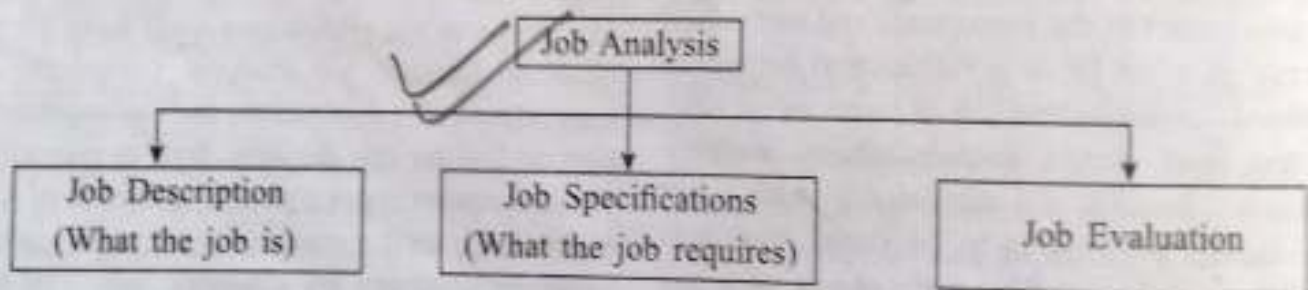 Job Analysis
Job Description
(What the job is)
Job Specifications
(What the job requires)
Job Evaluation